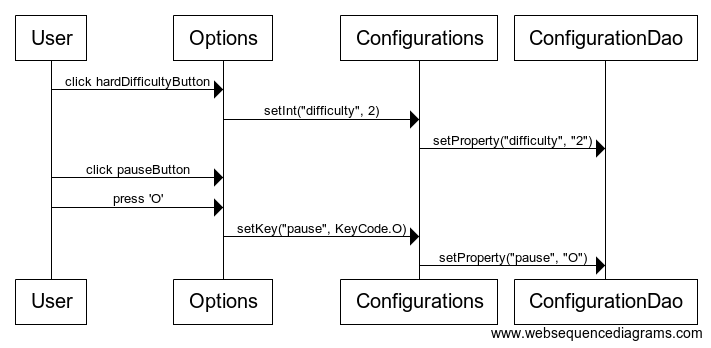 User Options Configurations ConfigurationDao
click hardDifficultyButton
setInt("difficulty", 2)
setProperty("difficulty", "2")
click pauseButton
press 'O'
setKey("pause", KeyCode.O)
setProperty("pause", "O")
User Options Configurations ConfigurationDao
www.websequencediagrams.com